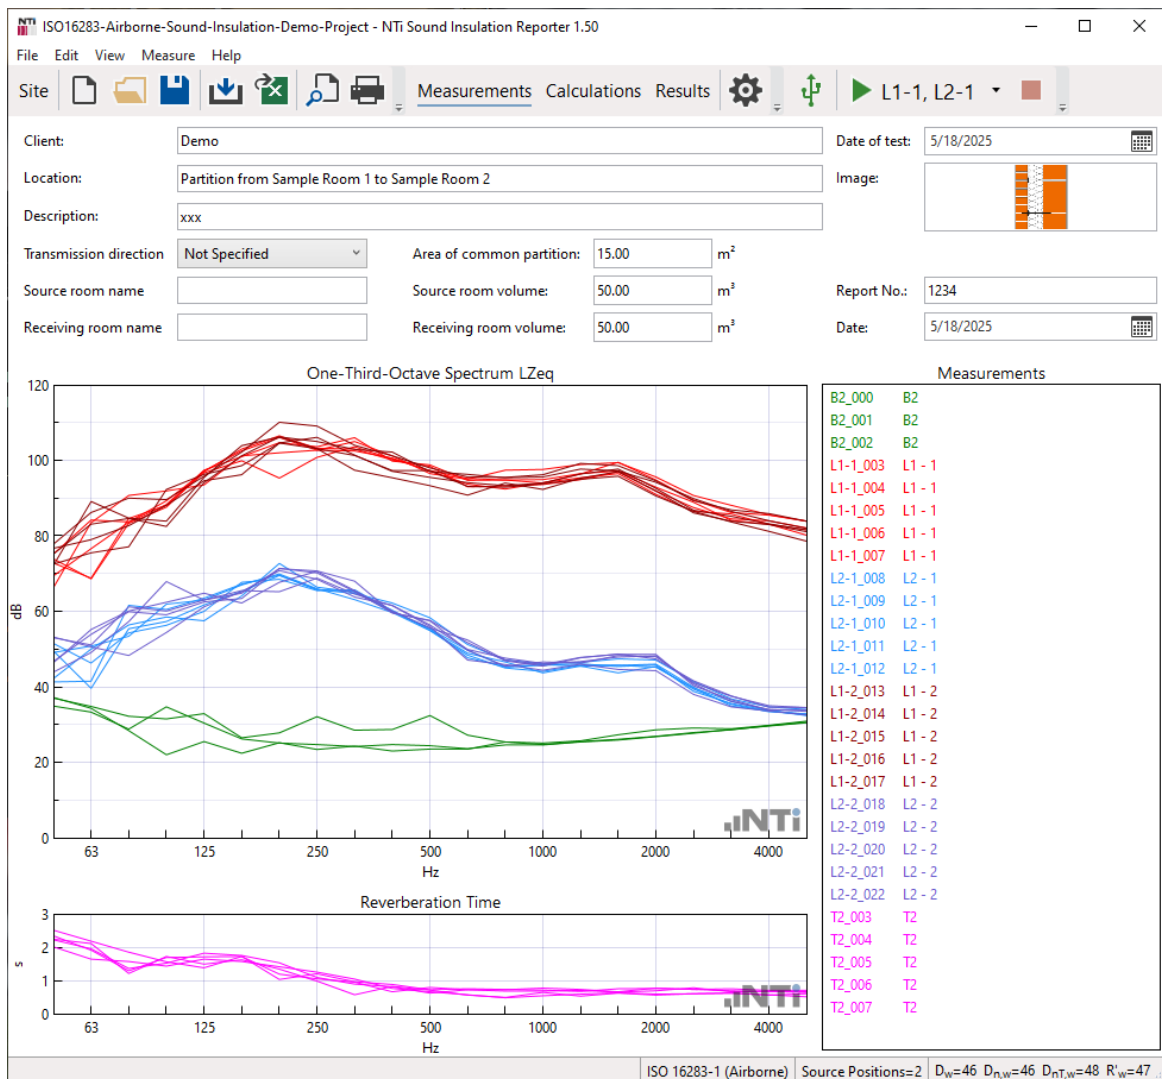 NTi ISO16283-Airborne-Sound-Insulation-Demo-Project - NTi Sound Insulation Reporter 1.50
File Edit View Measure Help
Site Measurements Calculations Results L1-1, L2-1
Client: Demo Date of test: 5/18/2025
Location: Partition from Sample Room 1 to Sample Room 2 Image:
Description: xxx
Transmission direction Not Specified Area of common partition: 15.00 m²
Source room name Source room volume: 50.00 m³ Report No.: 1234
Receiving room name Receiving room volume: 50.00 m³ Date: 5/18/2025
One-Third-Octave Spectrum LZeq
120
100
80
60
40
20
0
dB
63 125 250 500 1000 2000 4000
Hz
NTi
Reverberation Time
3
2
1
0
s
63 125 250 500 1000 2000 4000
Hz
NTi
Measurements
B2_000 B2
B2_001 B2
B2_002 B2
L1-1_003 L1 - 1
L1-1_004 L1 - 1
L1-1_005 L1 - 1
L1-1_006 L1 - 1
L1-1_007 L1 - 1
L2-1_008 L2 - 1
L2-1_009 L2 - 1
L2-1_010 L2 - 1
L2-1_011 L2 - 1
L2-1_012 L2 - 1
L1-2_013 L1 - 2
L1-2_014 L1 - 2
L1-2_015 L1 - 2
L1-2_016 L1 - 2
L1-2_017 L1 - 2
L2-2_018 L2 - 2
L2-2_019 L2 - 2
L2-2_020 L2 - 2
L2-2_021 L2 - 2
L2-2_022 L2 - 2
T2_003 T2
T2_004 T2
T2_005 T2
T2_006 T2
T2_007 T2
ISO 16283-1 (Airborne) Source Positions=2 Dw=46 Dn,w=46 DnT,w=48 R'w=47